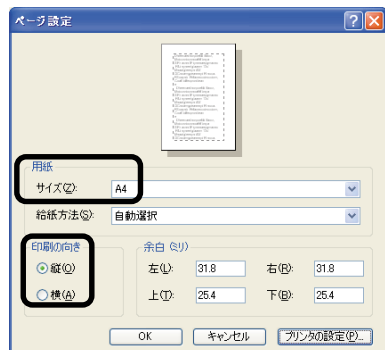 ページ設定
用紙
サイズ(Z): A4
給紙方法(S): 自動選択
印刷の向き
縦(O)
横(A)
余白 (ミリ)
左(L): 31.8 右(R): 31.8
上(T): 25.4 下(B): 25.4
OK キャンセル プリンタの設定(P)...